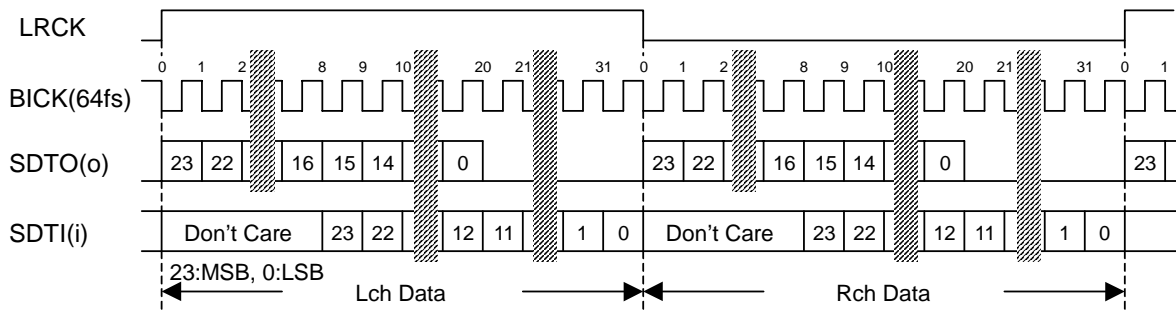 LRCK
0 1 2 8 9 10 20 21 31 0 1 2 8 9 10 20 21 31 0 1
BICK(64fs)
SDTO(o) 23 22 16 15 14 0 23 22 16 15 14 0 23
SDTI(i) Don't Care 23 22 12 11 1 0 Don't Care 23 22 12 11 1 0
23:MSB, 0:LSB
Lch Data Rch Data